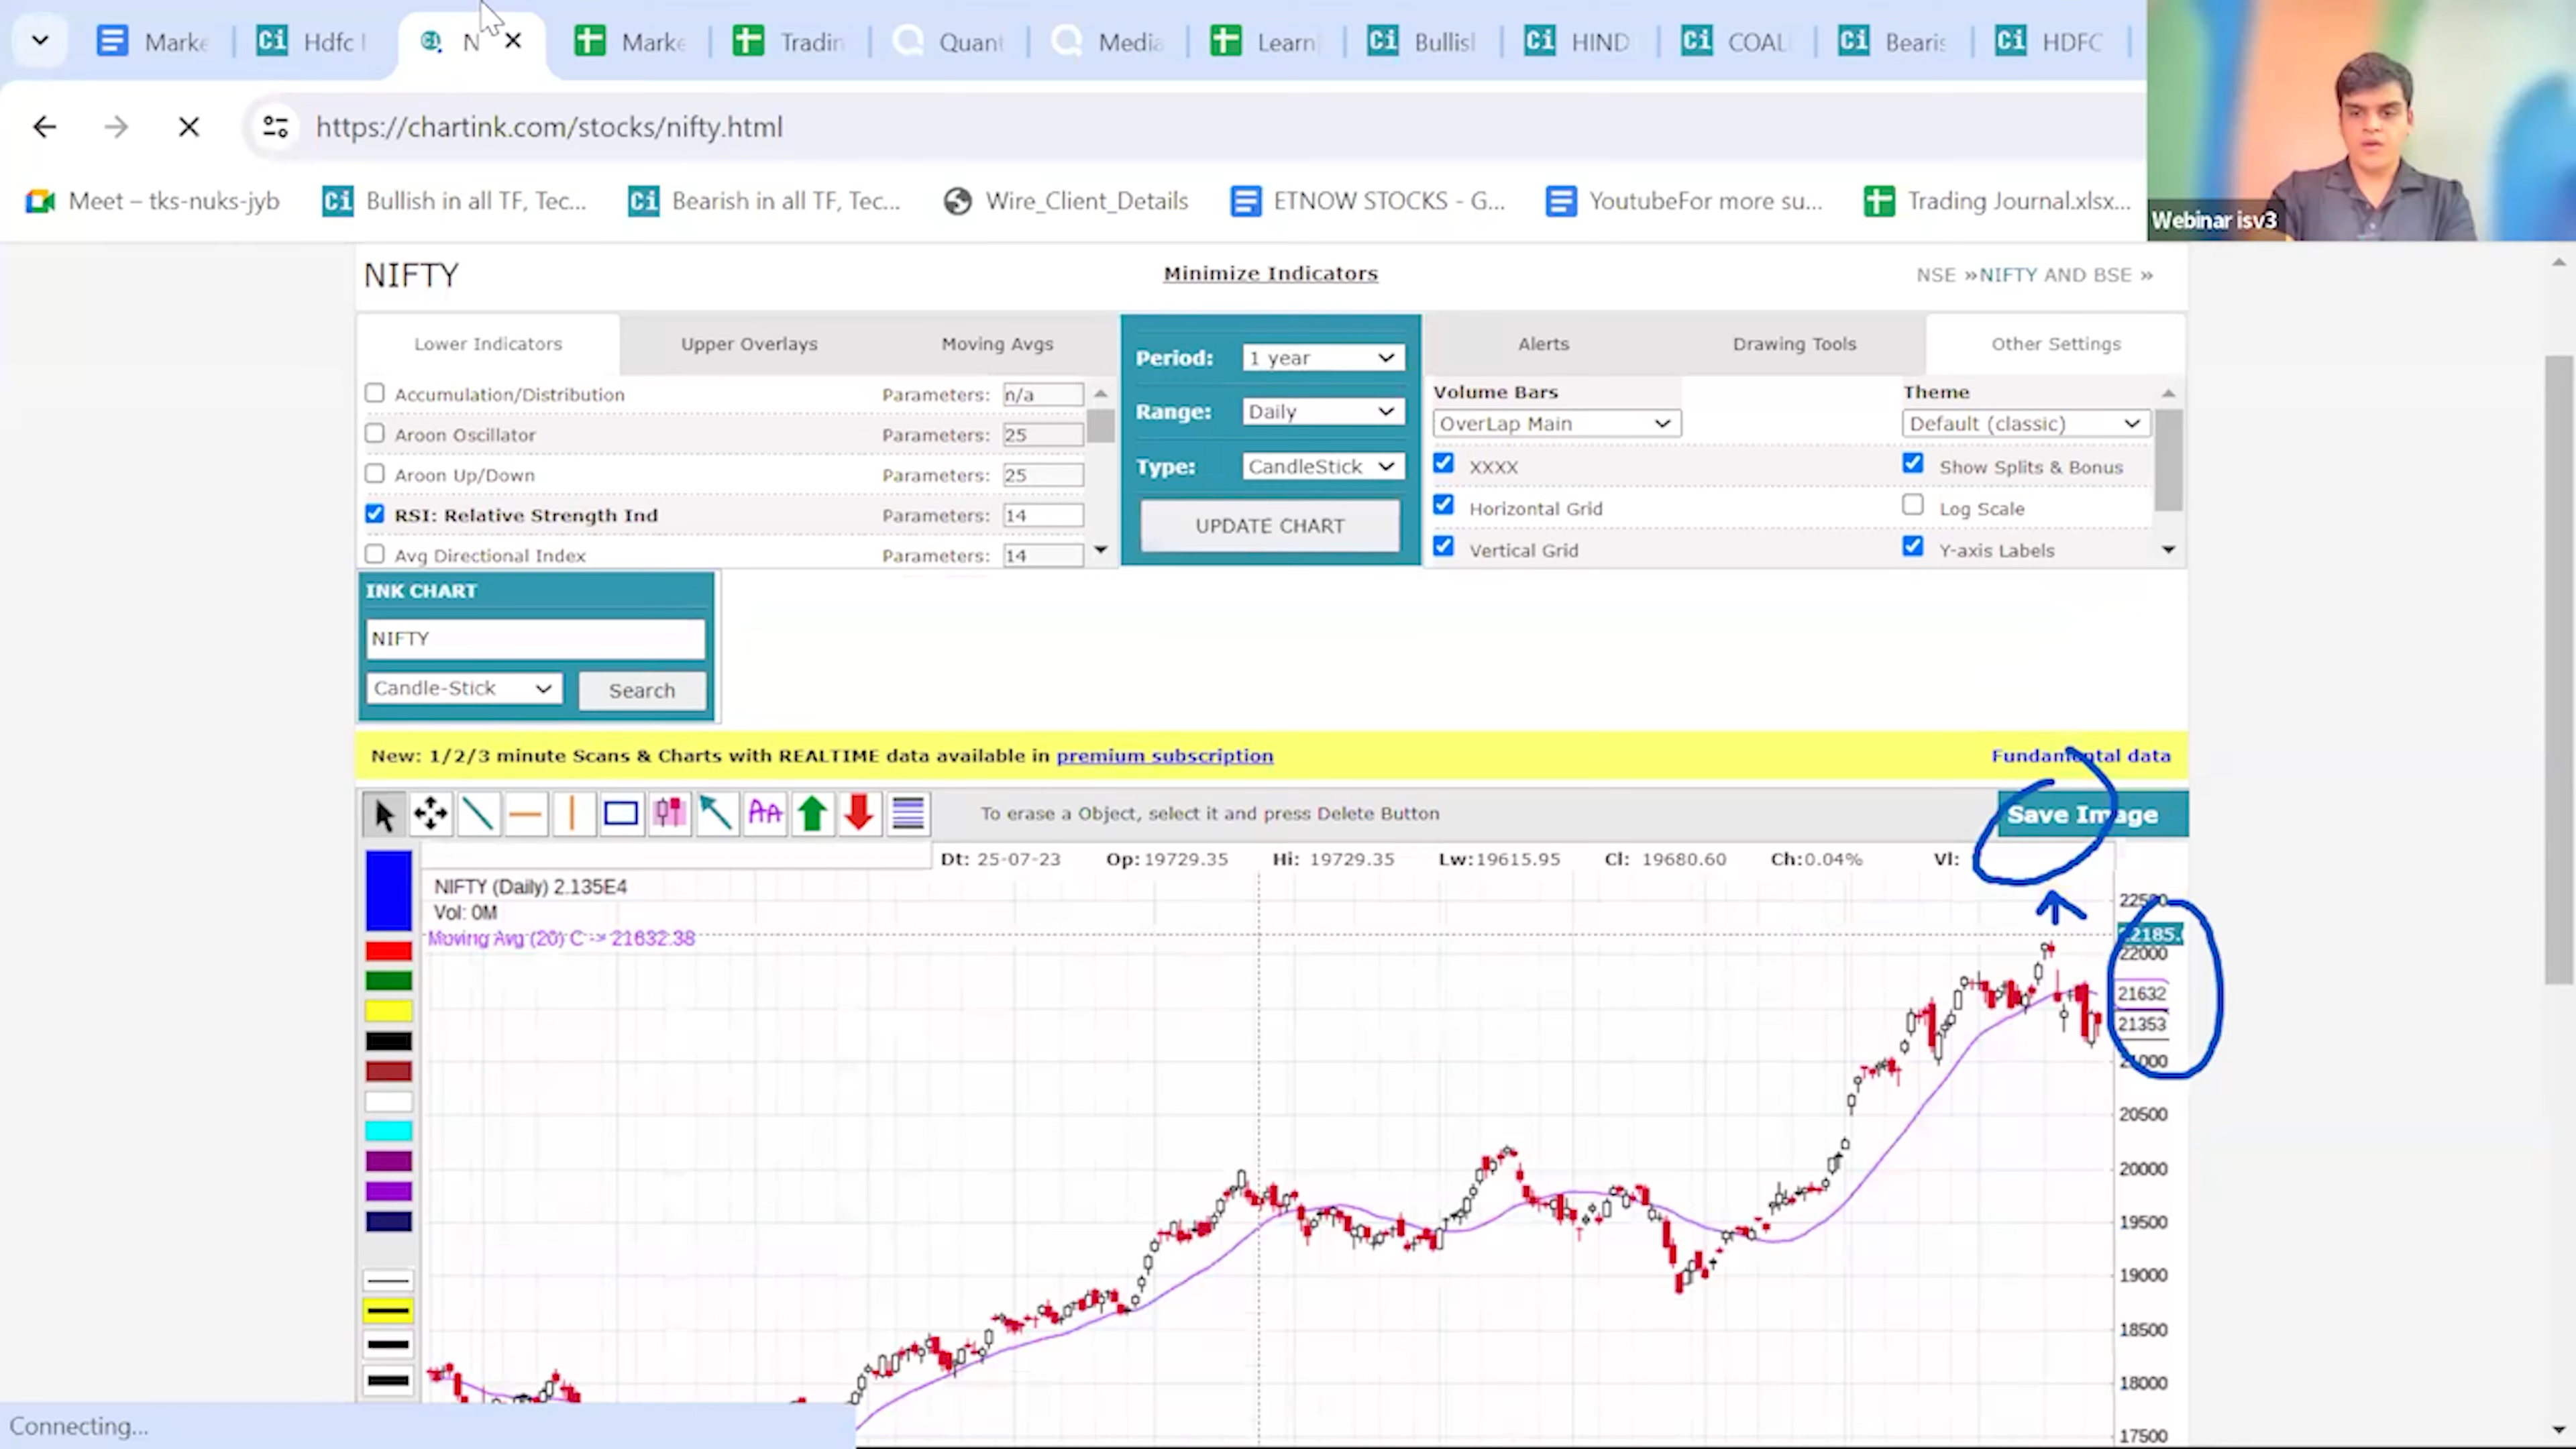 Marke
Hdfc
N
Marke
Tradin
Quant
Media
Learn
Bullis
HIND
COAL
Bearis
HDFC
https://chartink.com/stocks/nifty.html
Meet – tks-nuks-jyb
Bullish in all TF, Tec...
Bearish in all TF, Tec...
Wire_Client_Details
ETNOW STOCKS - G...
YoutubeFor more su...
Trading Journal.xlsx...
Webinar isv3
NIFTY
Minimize Indicators
NSE »NIFTY AND BSE »
Lower Indicators
Upper Overlays
Moving Avgs
Period: 1 year
Alerts
Drawing Tools
Other Settings
Accumulation/Distribution Parameters: n/a
Aroon Oscillator Parameters: 25
Aroon Up/Down Parameters: 25
RSI: Relative Strength Ind Parameters: 14
Avg Directional Index Parameters: 14
Range: Daily
Type: CandleStick
UPDATE CHART
Volume Bars
Theme
OverLap Main
Default (classic)
XXXX
Show Splits & Bonus
Horizontal Grid
Log Scale
Vertical Grid
Y-axis Labels
INK CHART
NIFTY
Candle-Stick
Search
New: 1/2/3 minute Scans & Charts with REALTIME data available in premium subscription
Fundamental data
AA
To erase a Object, select it and press Delete Button
Save Image
Dt: 25-07-23 Op:19729.35 Hi: 19729.35 Lw:19615.95 Cl: 19680.60 Ch:0.04% Vl:
NIFTY (Daily) 2.135E4
Vol: 0M
Moving Avg (20) C -> 21632.38
22500
22185.
22000
21632
21353
21000
20500
20000
19500
19000
18500
18000
17500
Connecting...